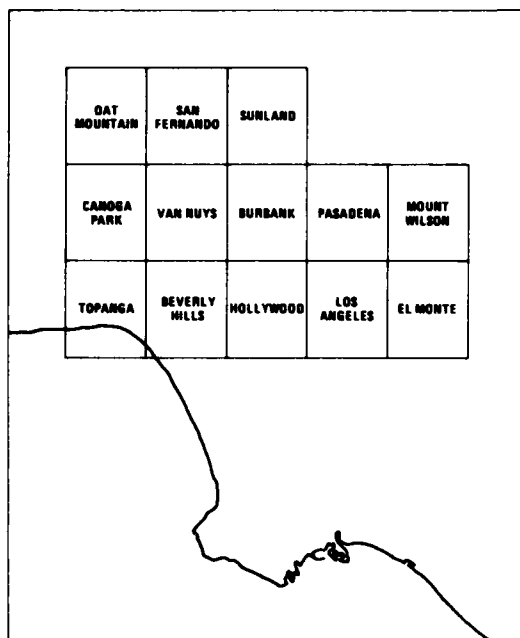 OAT
MOUNTAIN
SAN
FERNANDO
SUNLAND
CANOGA
PARK
VAN NUYS
BURBANK
PASADENA
MOUNT
WILSON
TOPANGA
BEVERLY
HILLS
HOLLYWOOD
LOS
ANGELES
EL MONTE